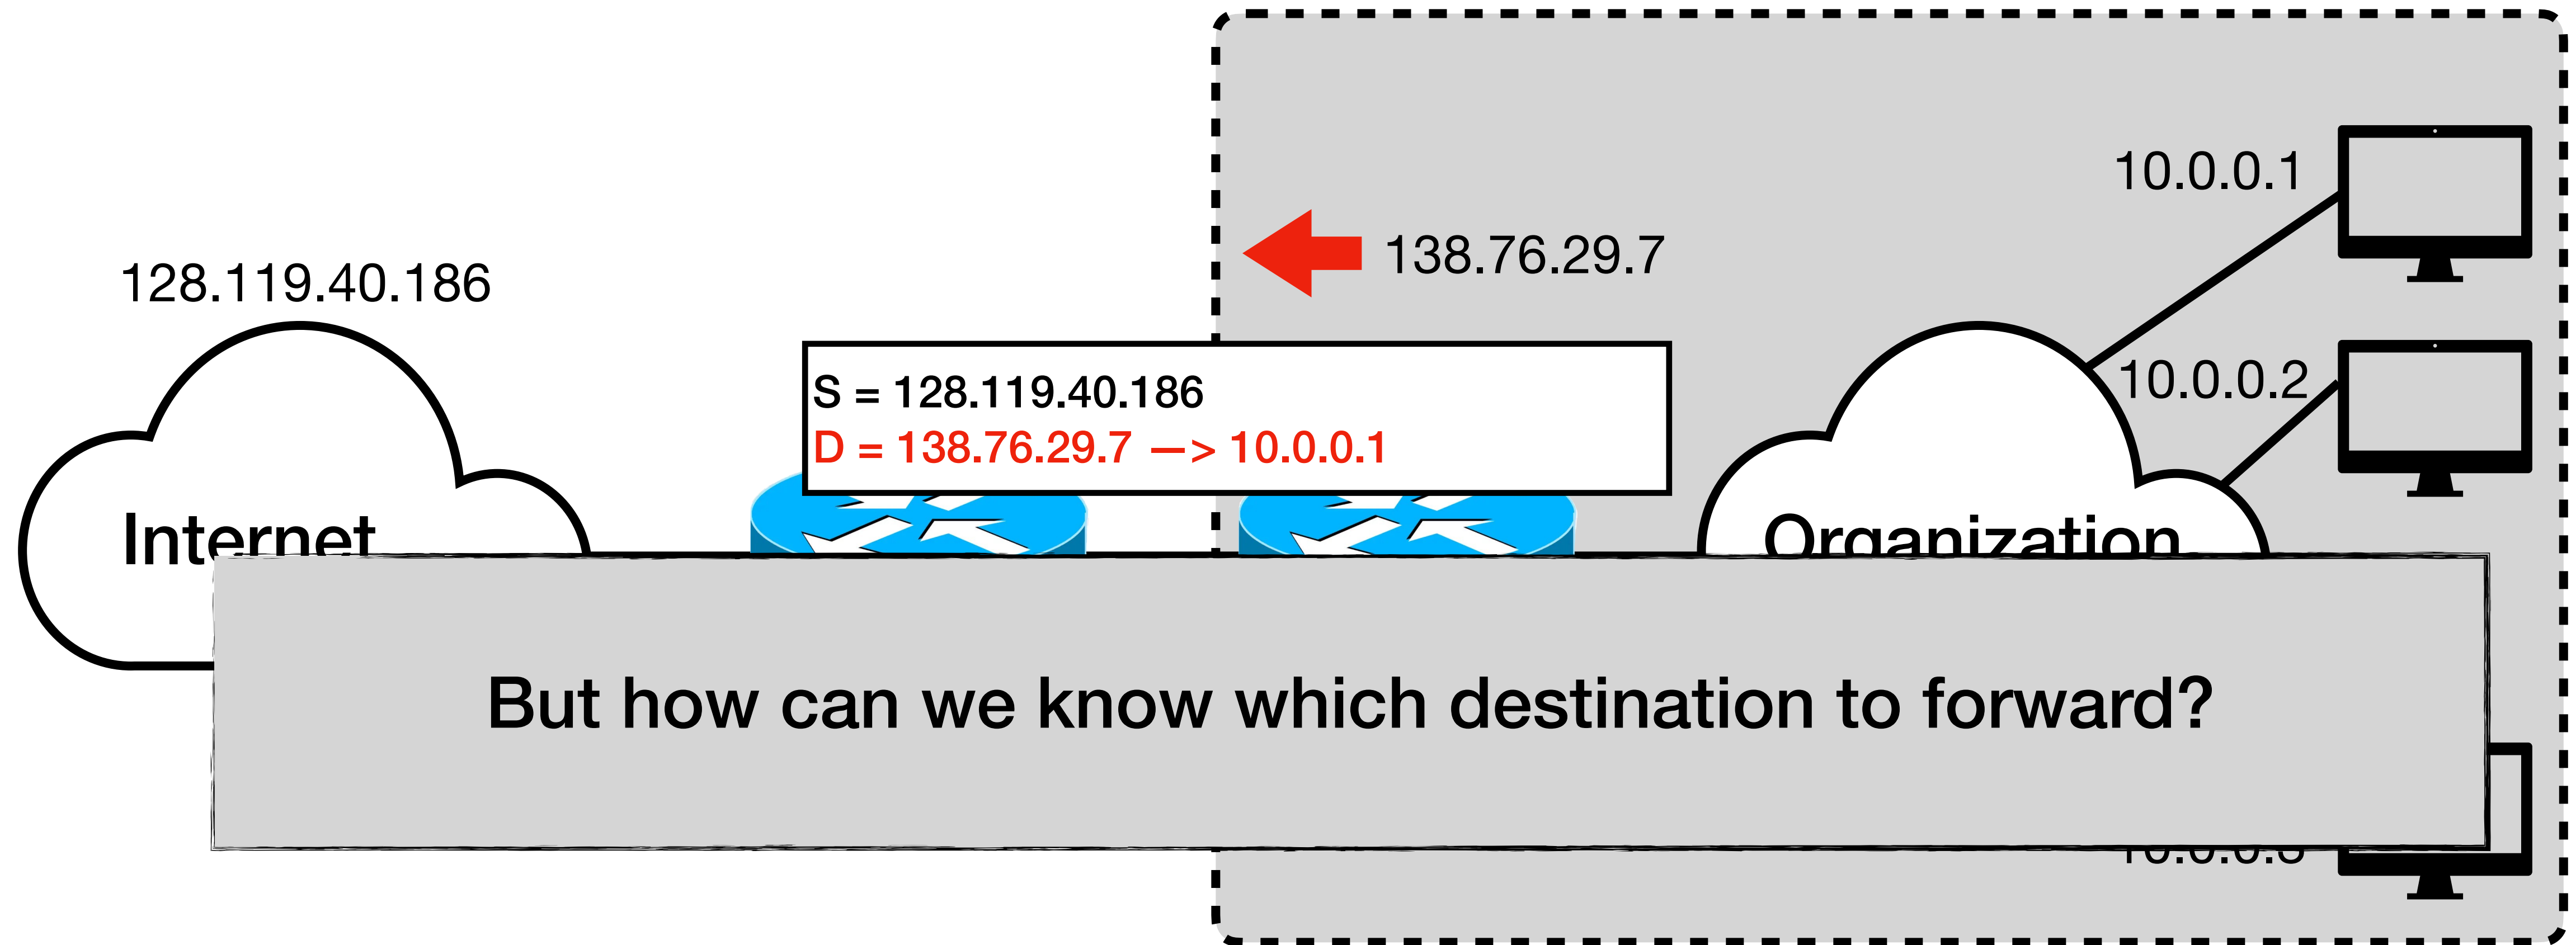 10.0.0.1
138.76.29.7
128.119.40.186
10.0.0.2
S = 128.119.40.186
D = 138.76.29.7 —> 10.0.0.1
Internet
Organization
But how can we know which destination to forward?